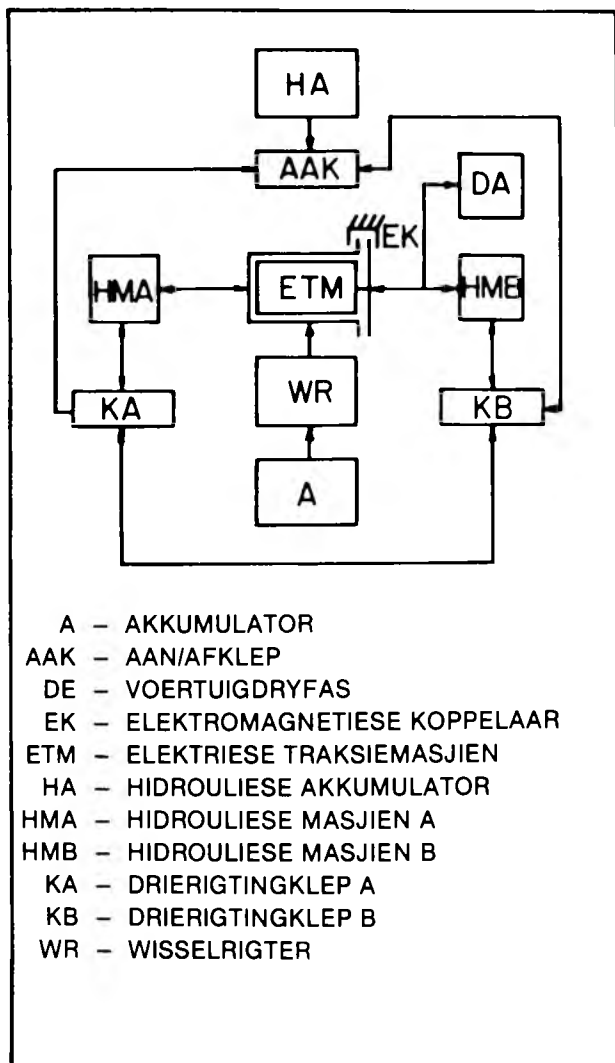 HA
AAK
DA
EK
HMA
ETM
HMB
WR
KA
KB
A
A – AKKUMULATOR
AAK – AAN/AFKLEP
DE – VOERTUIGDRYFAS
EK – ELEKTROMAGNETIESE KOPPELAAR
ETM – ELEKTRIESE TRAKSIEMASJIEN
HA – HIDROULIESE AKKUMULATOR
HMA – HIDROULIESE MASJIEN A
HMB – HIDROULIESE MASJIEN B
KA – DRIERIGTINGKLEP A
KB – DRIERIGTINGKLEP B
WR – WISSELRIGTER